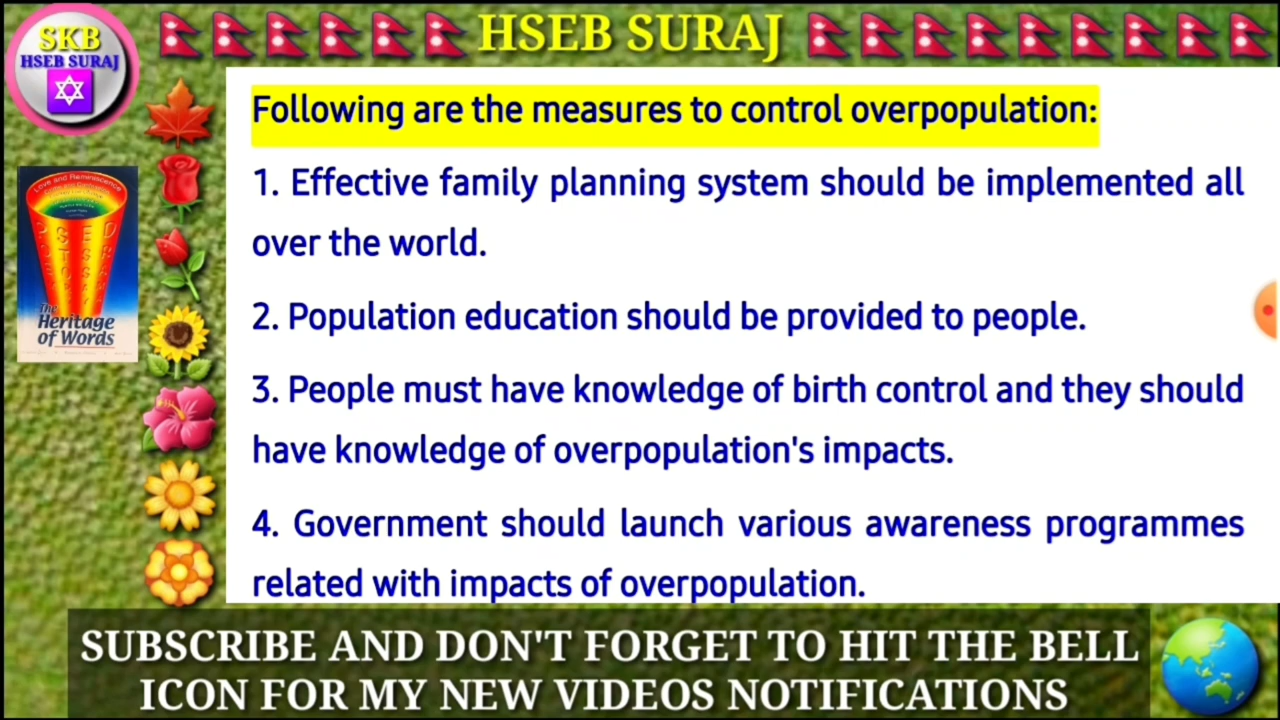 SKB
HSEB SURAJ
HSEB SURAJ
Love and Reminiscence
The
Heritage
of Words
Following are the measures to control overpopulation:
1. Effective family planning system should be implemented all
over the world.
2. Population education should be provided to people.
3. People must have knowledge of birth control and they should
have knowledge of overpopulation's impacts.
4. Government should launch various awareness programmes
related with impacts of overpopulation.
SUBSCRIBE AND DON'T FORGET TO HIT THE BELL
ICON FOR MY NEW VIDEOS NOTIFICATIONS